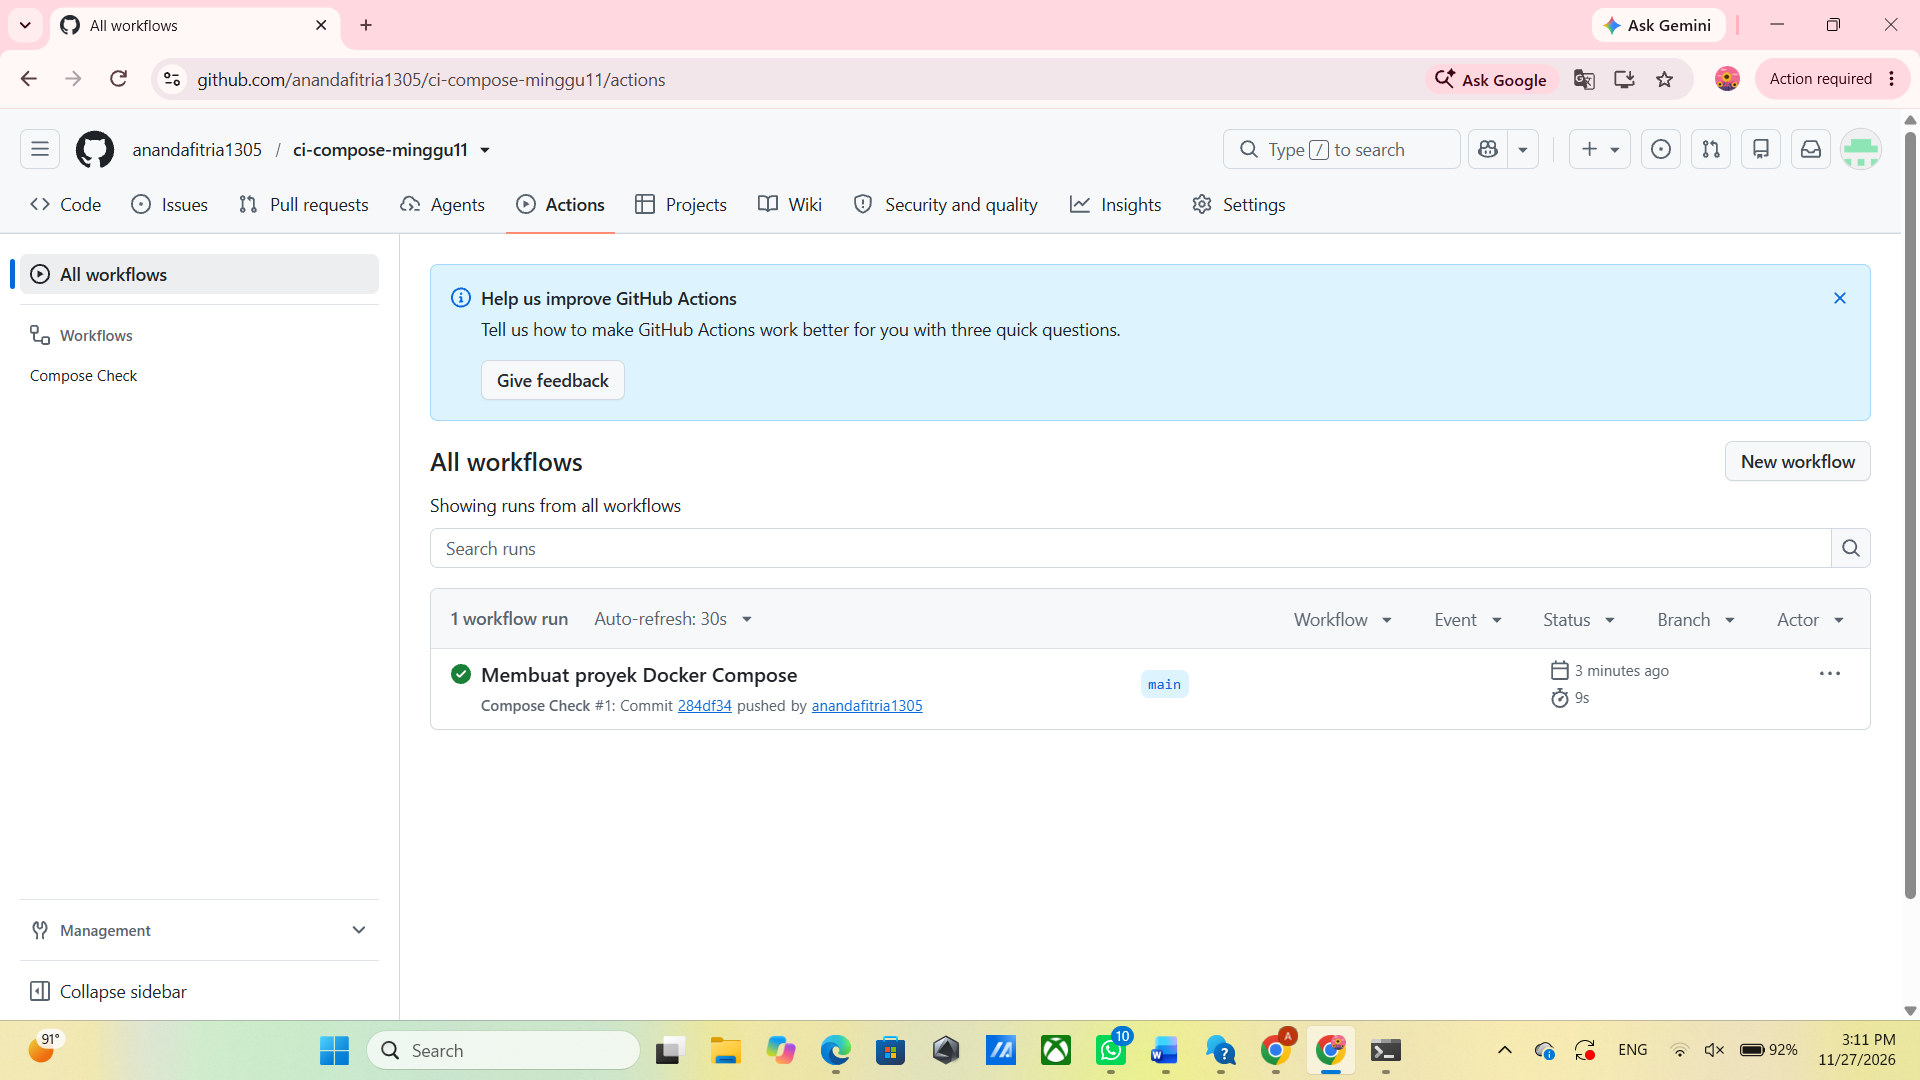 All workflows
Ask Gemini
github.com/anandafitria1305/ci-compose-minggu11/actions
Ask Google
Action required
anandafitria1305 / ci-compose-minggu11
Type / to search
Code
Issues
Pull requests
Agents
Actions
Projects
Wiki
Security and quality
Insights
Settings
All workflows
Workflows
Compose Check
Management
Collapse sidebar
Help us improve GitHub Actions
Tell us how to make GitHub Actions work better for you with three quick questions.
Give feedback
All workflows
New workflow
Showing runs from all workflows
Search runs
1 workflow run
Auto-refresh: 30s
Workflow
Event
Status
Branch
Actor
Membuat proyek Docker Compose
Compose Check #1: Commit 284df34 pushed by anandafitria1305
main
3 minutes ago
9s
91°
Search
10
A
ENG
92%
3:11 PM
11/27/2026